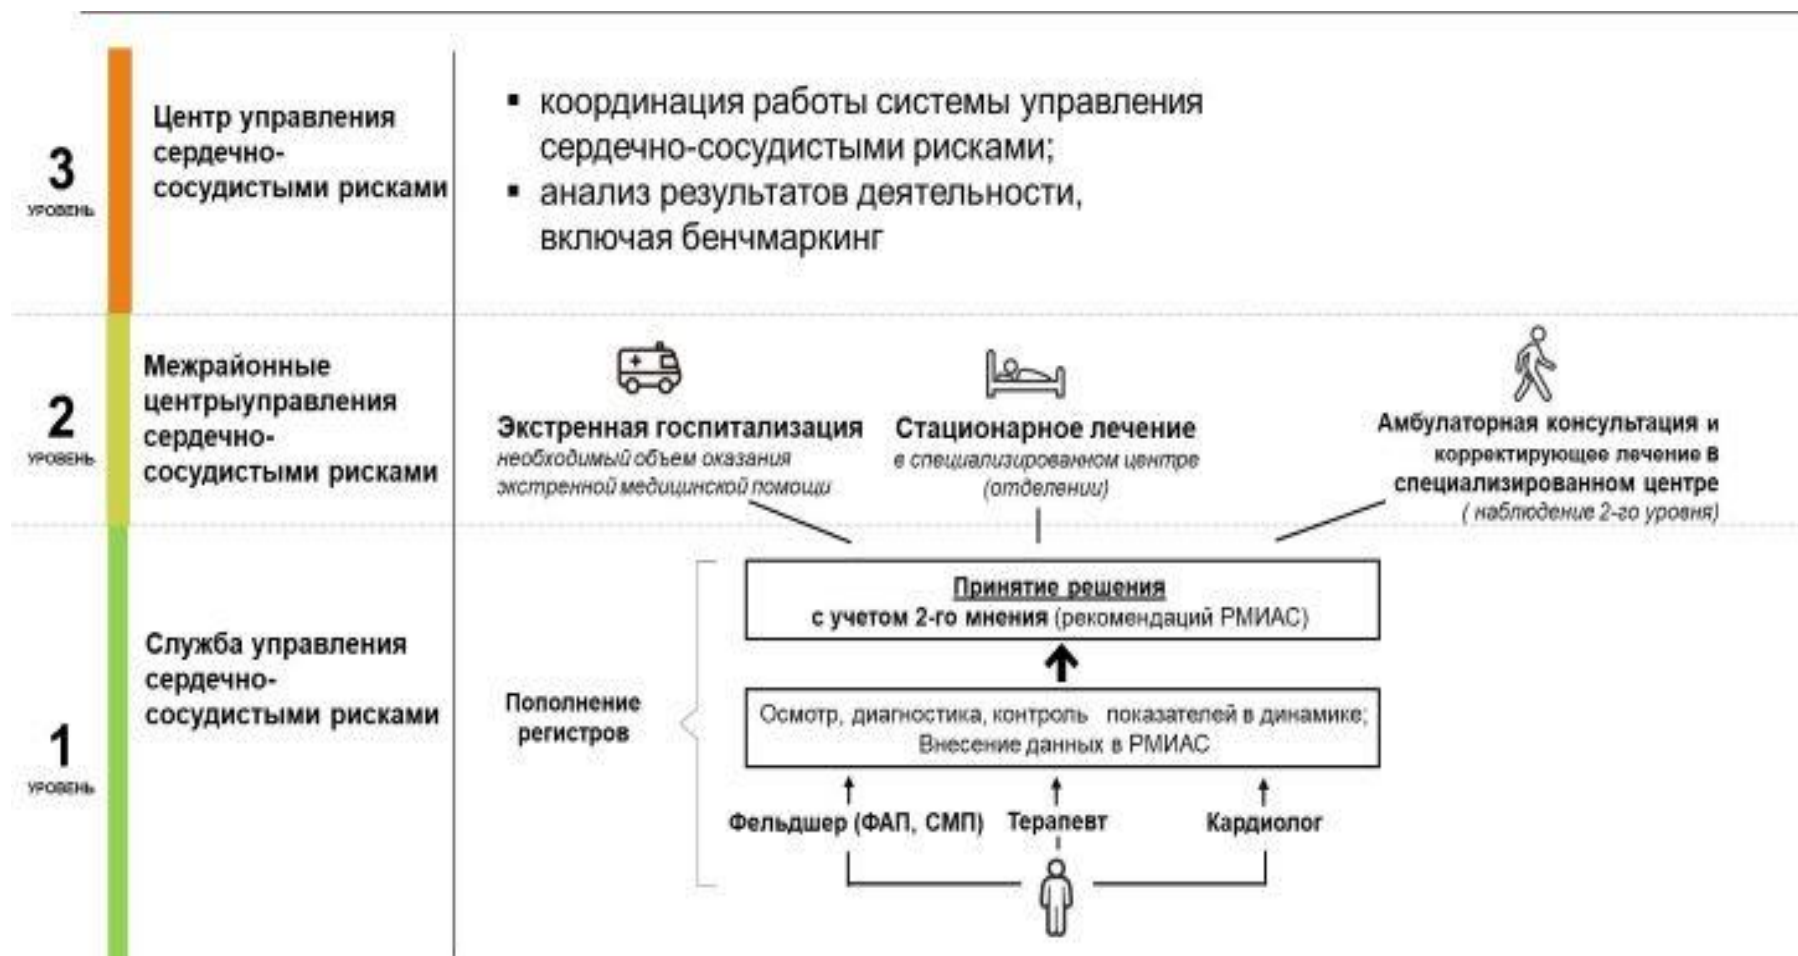 3
УРОВЕНЬ
Центр управления
сердечно-
сосудистыми рисками
▪ координация работы системы управления
сердечно-сосудистыми рисками;
▪ анализ результатов деятельности,
включая бенчмаркинг
2
УРОВЕНЬ
Межрайонные
центрыуправления
сердечно-
сосудистыми рисками
Экстренная госпитализация
необходимый объем оказания
экстренной медицинской помощи
Стационарное лечение
в специализированном центре
(отделении)
Амбулаторная консультация и
корректирующее лечение в
специализированном центре
( наблюдение 2-го уровня)
1
УРОВЕНЬ
Служба управления
сердечно-
сосудистыми рисками
Пополнение
регистров
Принятие решения
с учетом 2-го мнения (рекомендаций РМИАС)
Осмотр, диагностика, контроль показателей в динамике;
Внесение данных в РМИАС
Фельдшер (ФАП, СМП)
Терапевт
Кардиолог